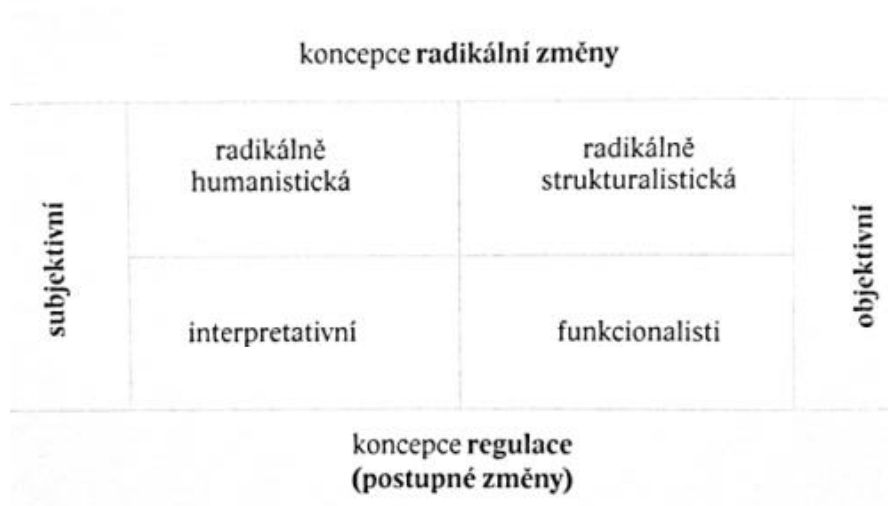 koncepce radikální změny
radikálně
humanistická
radikálně
strukturalistická
subjektivní
objektivní
interpretativní
funkcionalisti
koncepce regulace
(postupné změny)